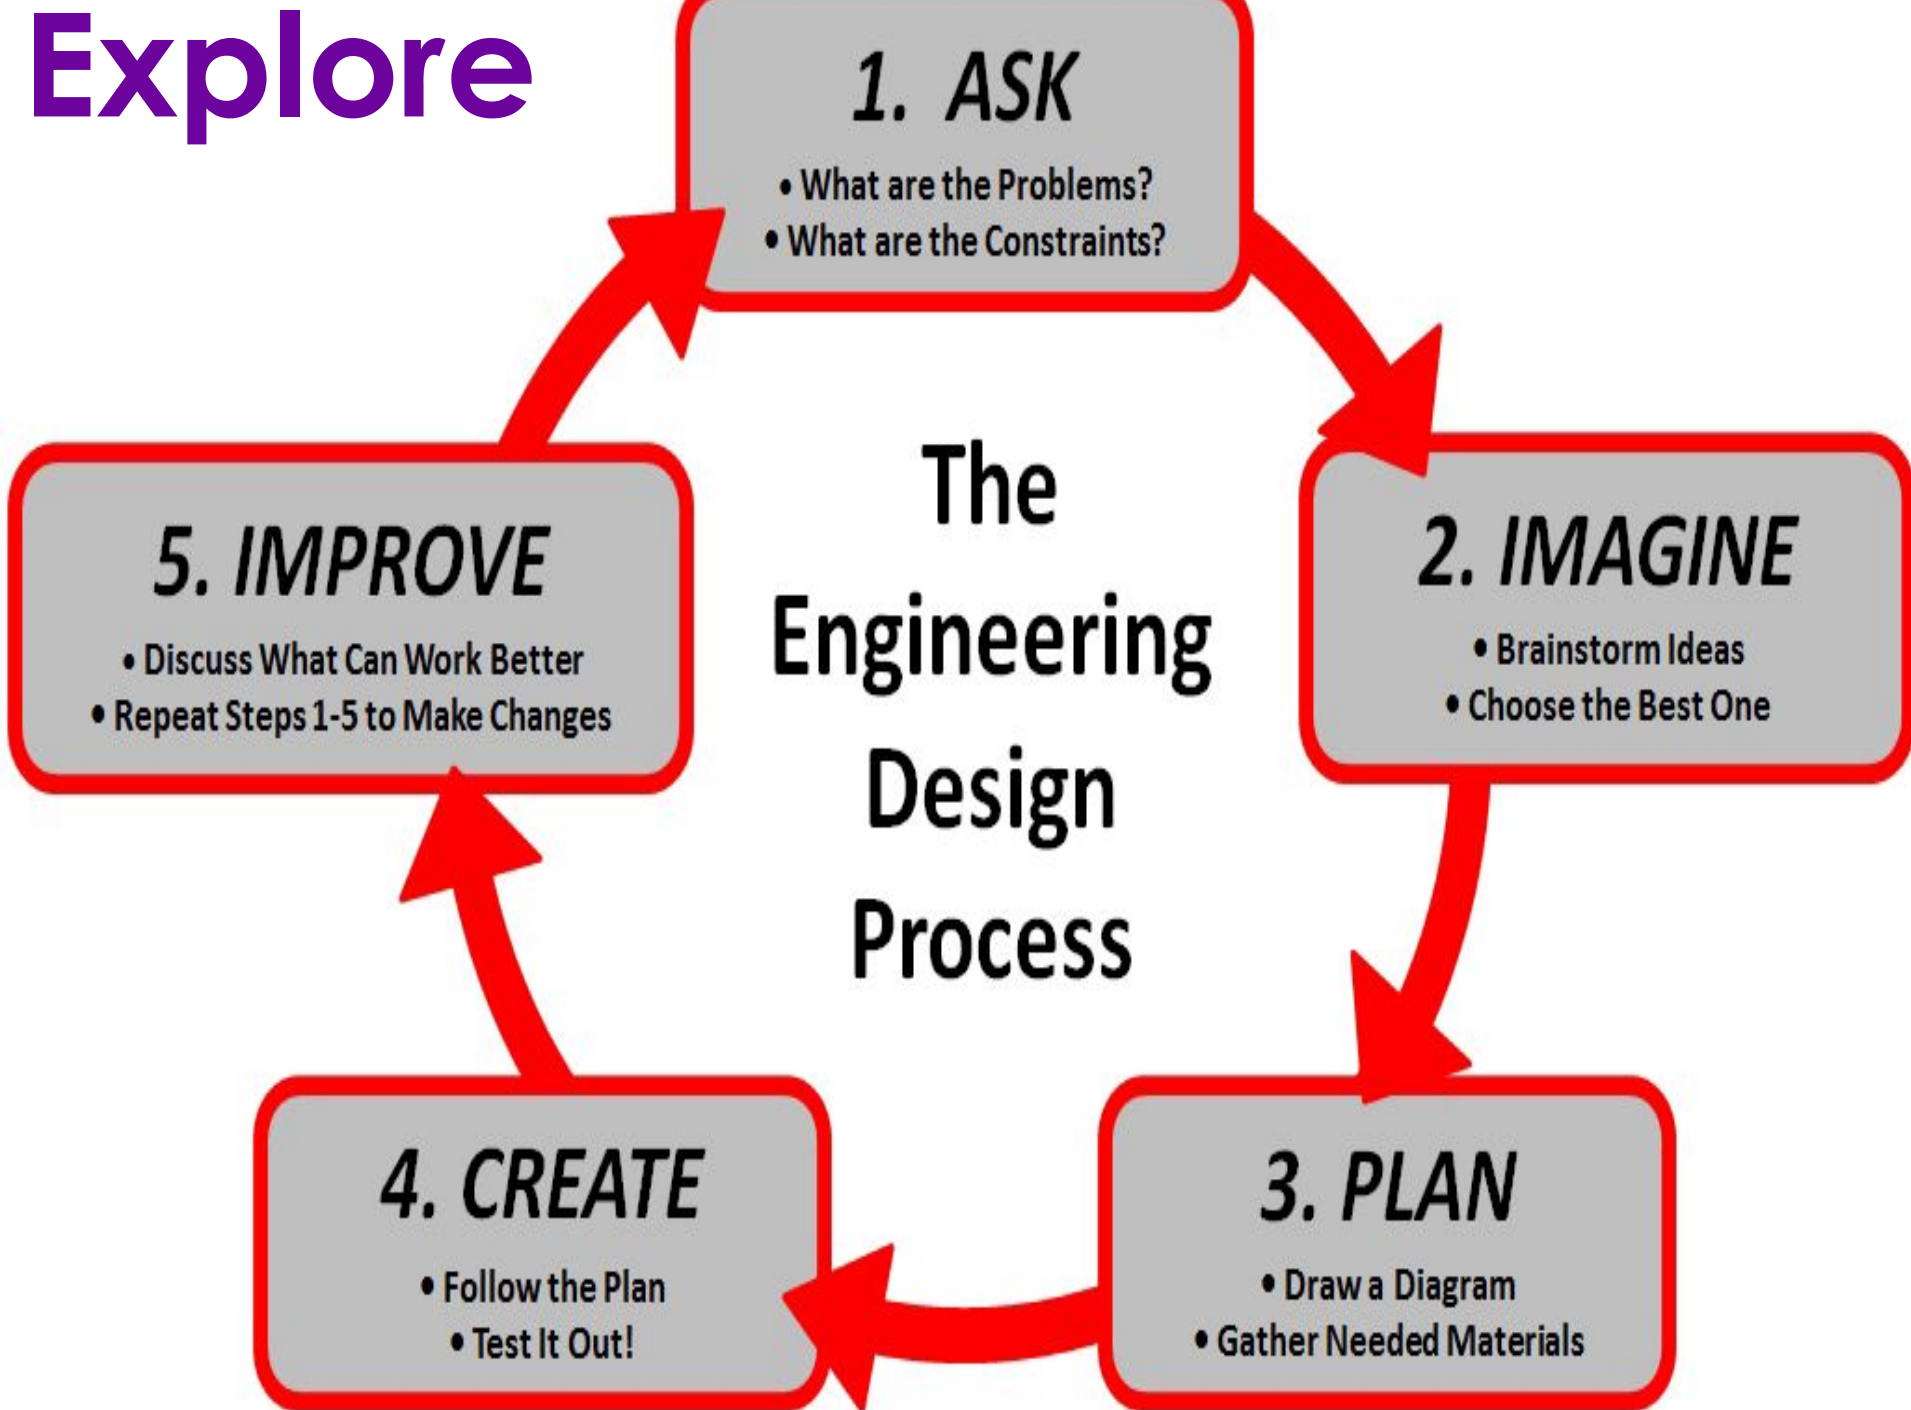 Explore
1. ASK
• What are the Problems?
• What are the Constraints?
The
Engineering
Design
Process
2. IMAGINE
• Brainstorm Ideas
• Choose the Best One
3. PLAN
• Draw a Diagram
• Gather Needed Materials
4. CREATE
• Follow the Plan
• Test It Out!
5. IMPROVE
• Discuss What Can Work Better
• Repeat Steps 1-5 to Make Changes